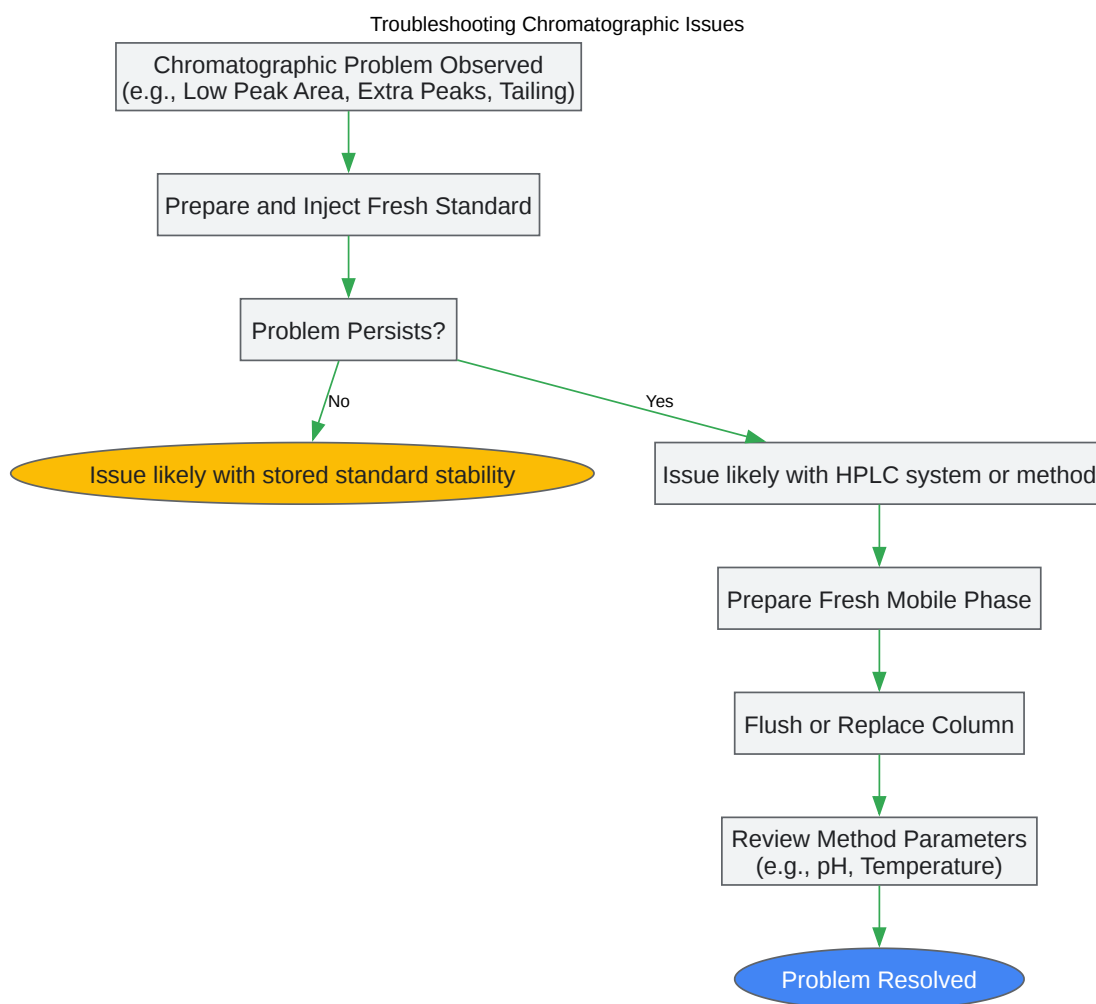 Troubleshooting Chromatographic Issues
Chromatographic Problem Observed
(e.g., Low Peak Area, Extra Peaks, Tailing)
Prepare and Inject Fresh Standard
Problem Persists?
No
Yes
Issue likely with stored standard stability
Issue likely with HPLC system or method
Prepare Fresh Mobile Phase
Flush or Replace Column
Review Method Parameters
(e.g., pH, Temperature)
Problem Resolved